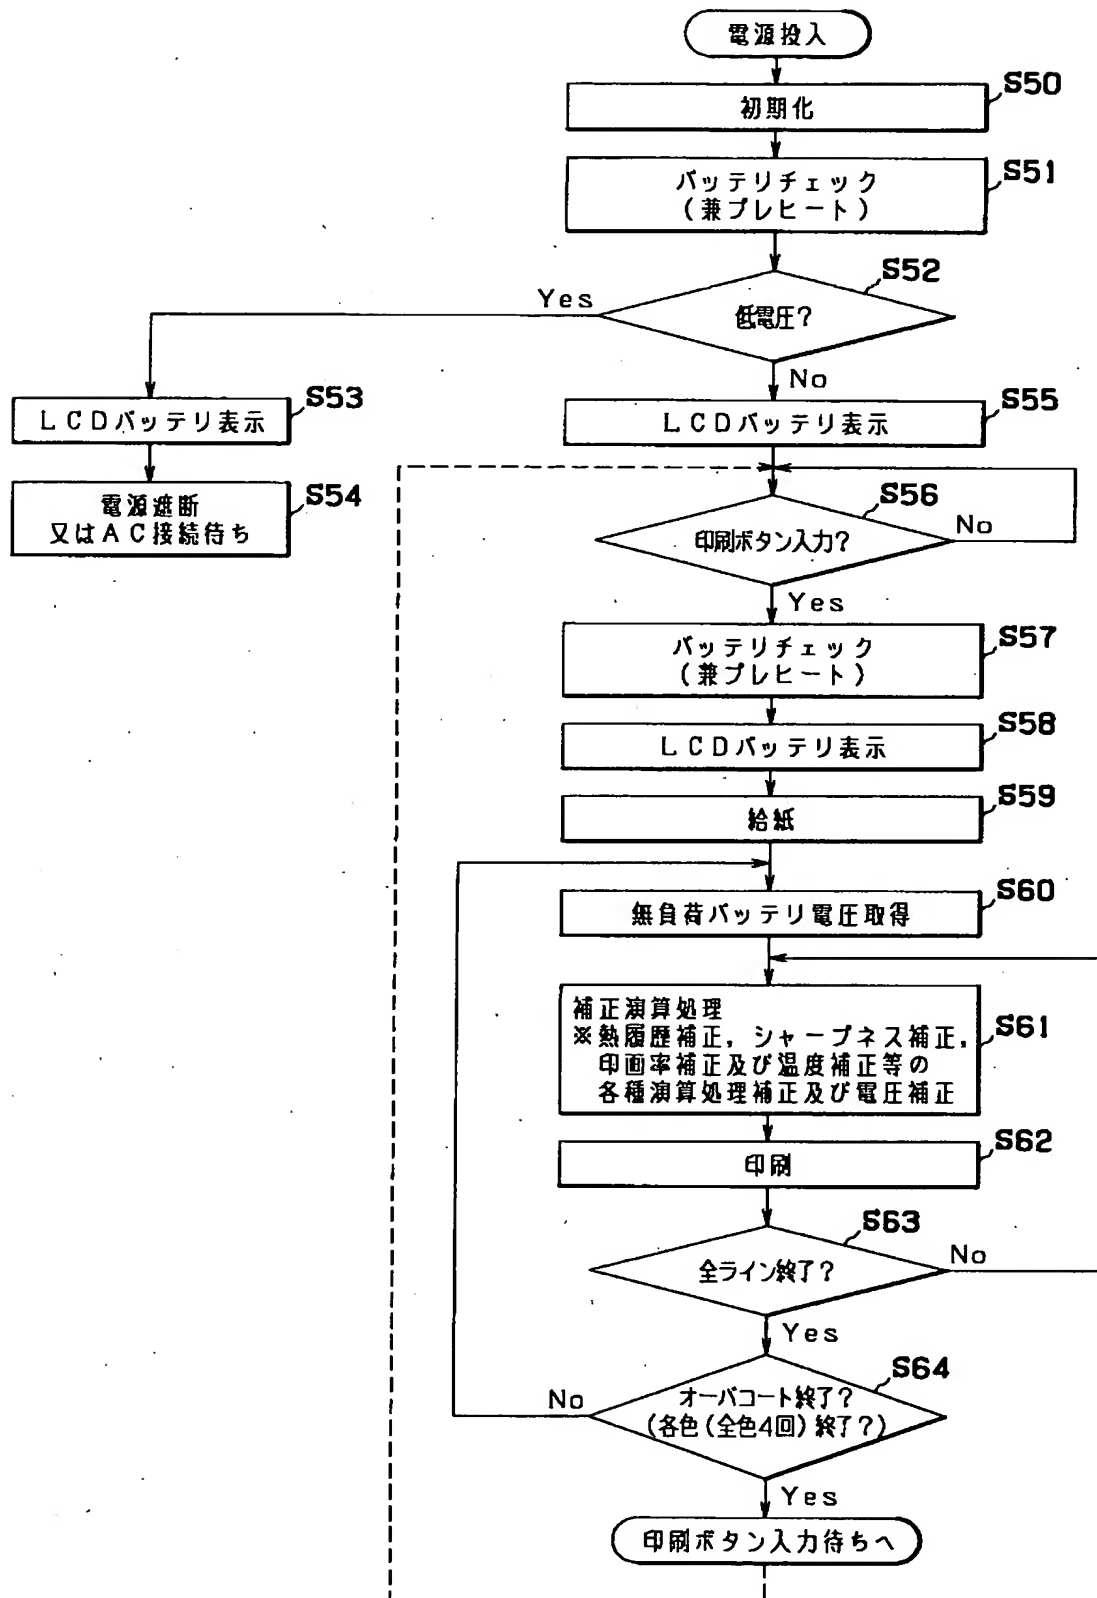 電源投入
S50
初期化
S51
バッテリチェック
(兼プレヒート)
S52
Yes
低電圧?
No
S53
LCDバッテリ表示
S55
LCDバッテリ表示
S54
電源遮断
又はAC接続待ち
S56
No
印刷ボタン入力?
Yes
S57
バッテリチェック
(兼プレヒート)
S58
LCDバッテリ表示
S59
給紙
S60
無負荷バッテリ電圧取得
S61
補正演算処理
※熱履歴補正,シャープネス補正,
印画率補正及び温度補正等の
各種演算処理補正及び電圧補正
S62
印刷
S63
No
全ライン終了?
Yes
S64
No
オーバコート終了?
(各色(全色4回)終了?)
Yes
印刷ボタン入力待ちへ